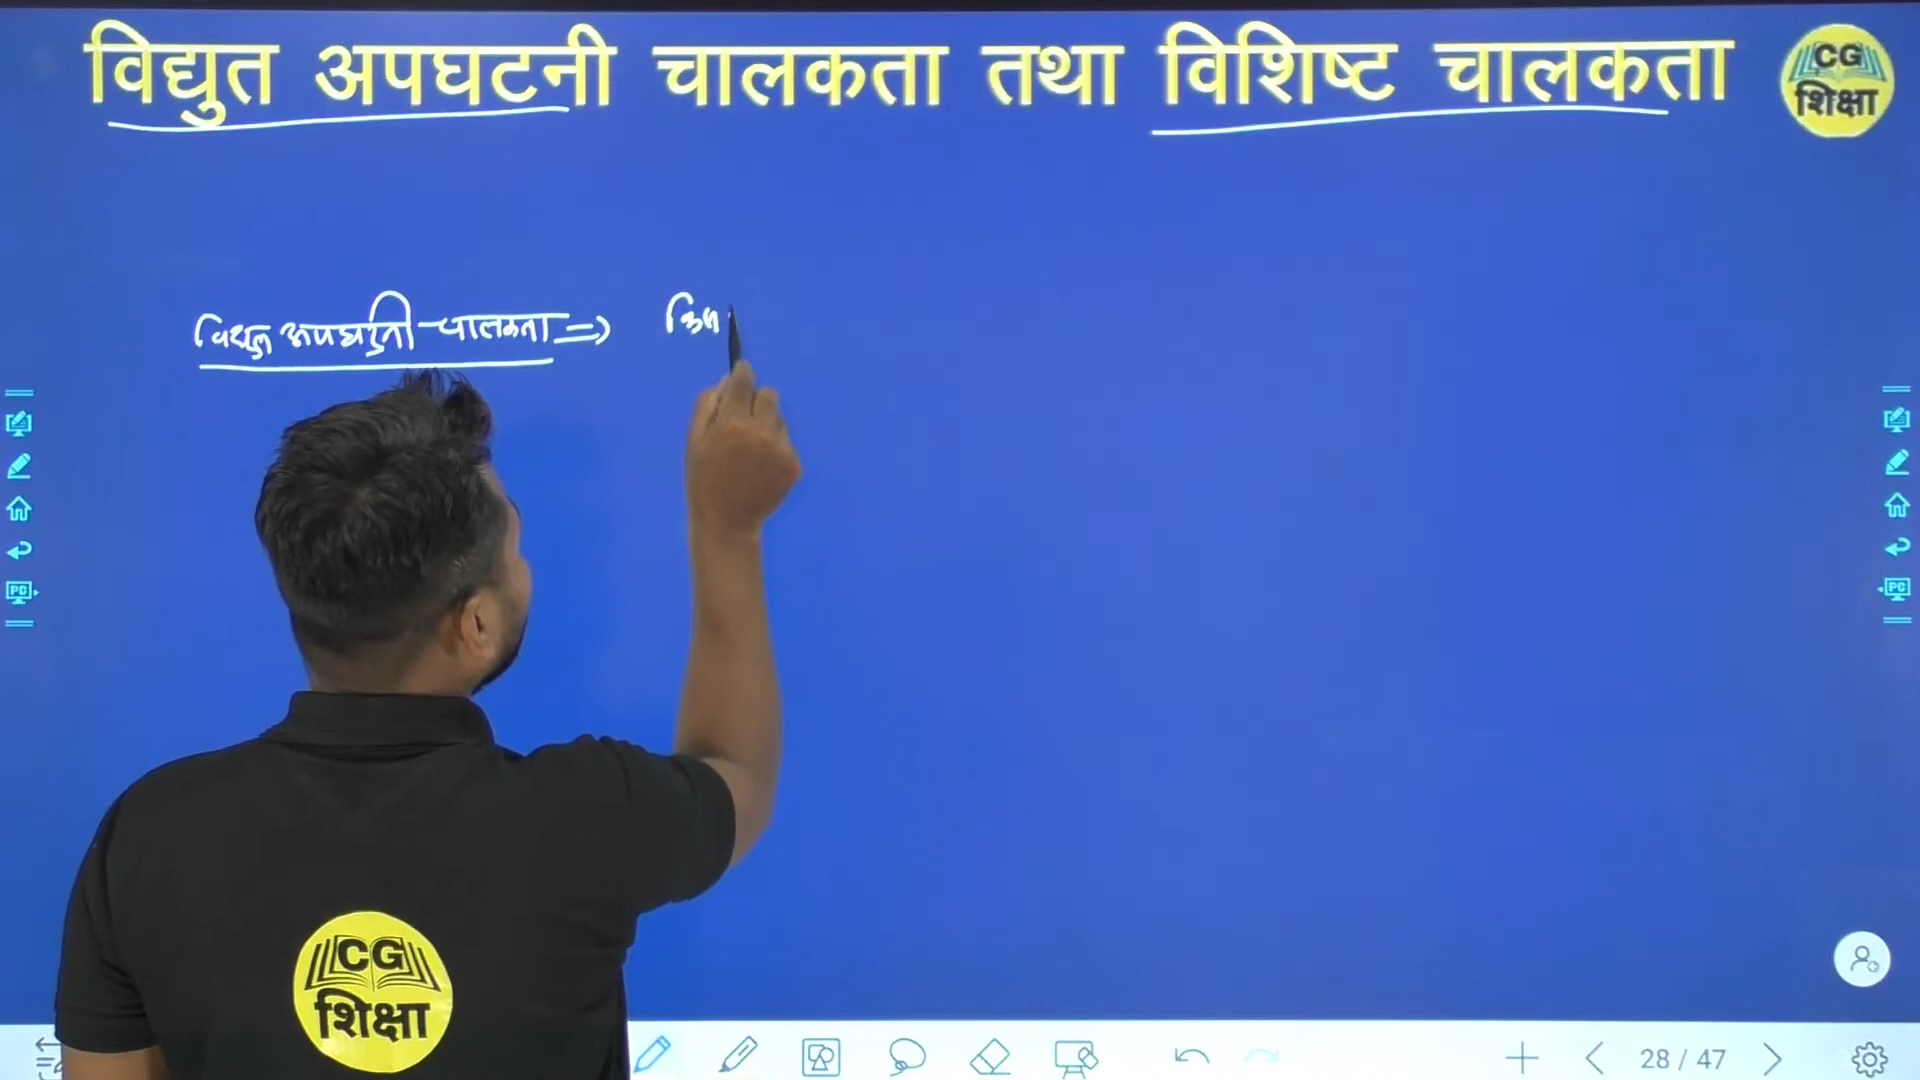 विद्युत अपघटनी चालकता तथा विशिष्ट चालकता
CG
शिक्षा
विद्युत अपघटनी चालकता =>
CG
शिक्षा
28 / 47